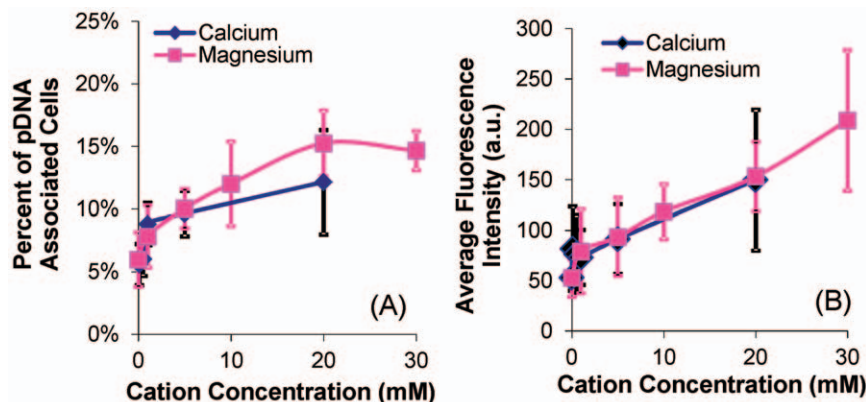 25%
20%
15%
10%
5%
0%
Percent of pDNA
Associated Cells
Calcium
Magnesium
(A)
0
10
20
30
Cation Concentration (mM)
300
250
200
150
100
50
0
Average Fluorescence
Intensity (a.u.)
Calcium
Magnesium
(B)
0
10
20
30
Cation Concentration (mM)